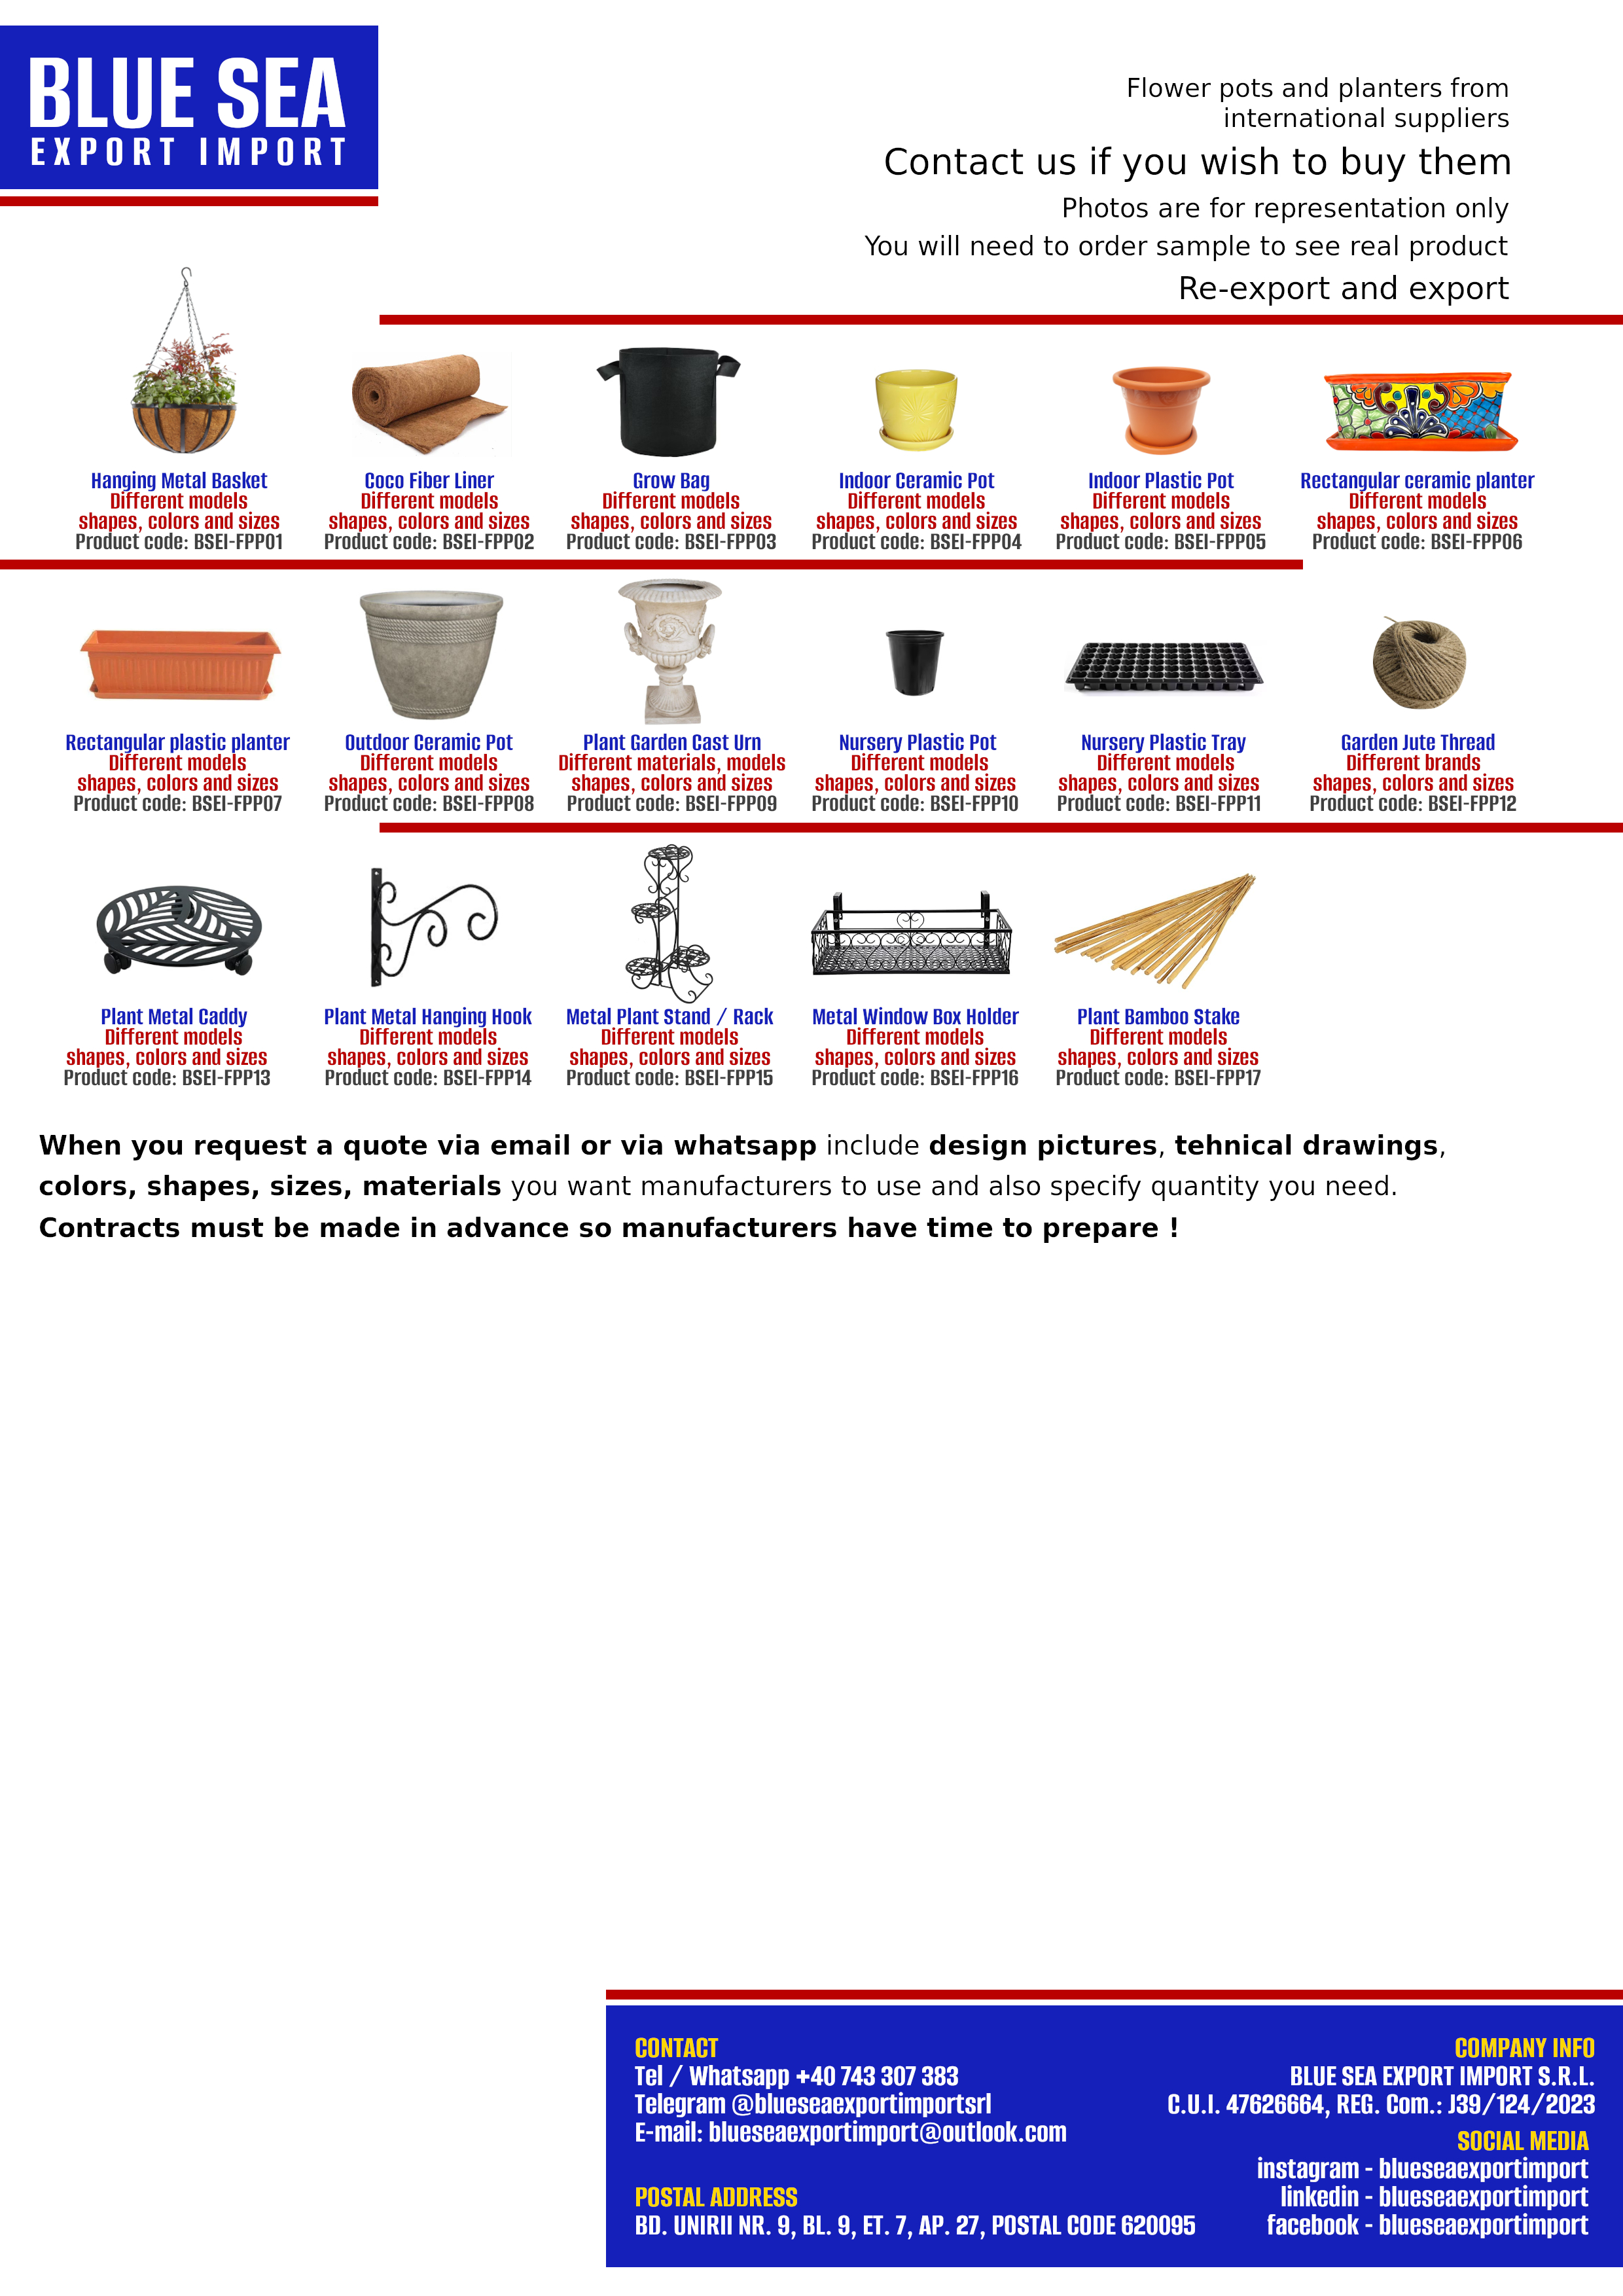 BLUE SEA
EXPORT IMPORT
Flower pots and planters from
international suppliers
Contact us if you wish to buy them
Photos are for representation only
You will need to order sample to see real product
Re-export and export
Hanging Metal Basket
Different models
shapes, colors and sizes
Product code: BSEI-FPP01
Coco Fiber Liner
Different models
shapes, colors and sizes
Product code: BSEI-FPP02
Grow Bag
Different models
shapes, colors and sizes
Product code: BSEI-FPP03
Indoor Ceramic Pot
Different models
shapes, colors and sizes
Product code: BSEI-FPP04
Indoor Plastic Pot
Different models
shapes, colors and sizes
Product code: BSEI-FPP05
Rectangular ceramic planter
Different models
shapes, colors and sizes
Product code: BSEI-FPP06
Rectangular plastic planter
Different models
shapes, colors and sizes
Product code: BSEI-FPP07
Outdoor Ceramic Pot
Different models
shapes, colors and sizes
Product code: BSEI-FPP08
Plant Garden Cast Urn
Different materials, models
shapes, colors and sizes
Product code: BSEI-FPP09
Nursery Plastic Pot
Different models
shapes, colors and sizes
Product code: BSEI-FPP10
Nursery Plastic Tray
Different models
shapes, colors and sizes
Product code: BSEI-FPP11
Garden Jute Thread
Different brands
shapes, colors and sizes
Product code: BSEI-FPP12
Plant Metal Caddy
Different models
shapes, colors and sizes
Product code: BSEI-FPP13
Plant Metal Hanging Hook
Different models
shapes, colors and sizes
Product code: BSEI-FPP14
Metal Plant Stand / Rack
Different models
shapes, colors and sizes
Product code: BSEI-FPP15
Metal Window Box Holder
Different models
shapes, colors and sizes
Product code: BSEI-FPP16
Plant Bamboo Stake
Different models
shapes, colors and sizes
Product code: BSEI-FPP17
When you request a quote via email or via whatsapp include design pictures, tehnical drawings,
colors, shapes, sizes, materials you want manufacturers to use and also specify quantity you need.
Contracts must be made in advance so manufacturers have time to prepare !
CONTACT
Tel / Whatsapp +40 743 307 383
Telegram @blueseaexportimportsrl
E-mail: blueseaexportimport@outlook.com
POSTAL ADDRESS
BD. UNIRII NR. 9, BL. 9, ET. 7, AP. 27, POSTAL CODE 620095
COMPANY INFO
BLUE SEA EXPORT IMPORT S.R.L.
C.U.I. 47626664, REG. Com.: J39/124/2023
SOCIAL MEDIA
instagram - blueseaexportimport
linkedin - blueseaexportimport
facebook - blueseaexportimport